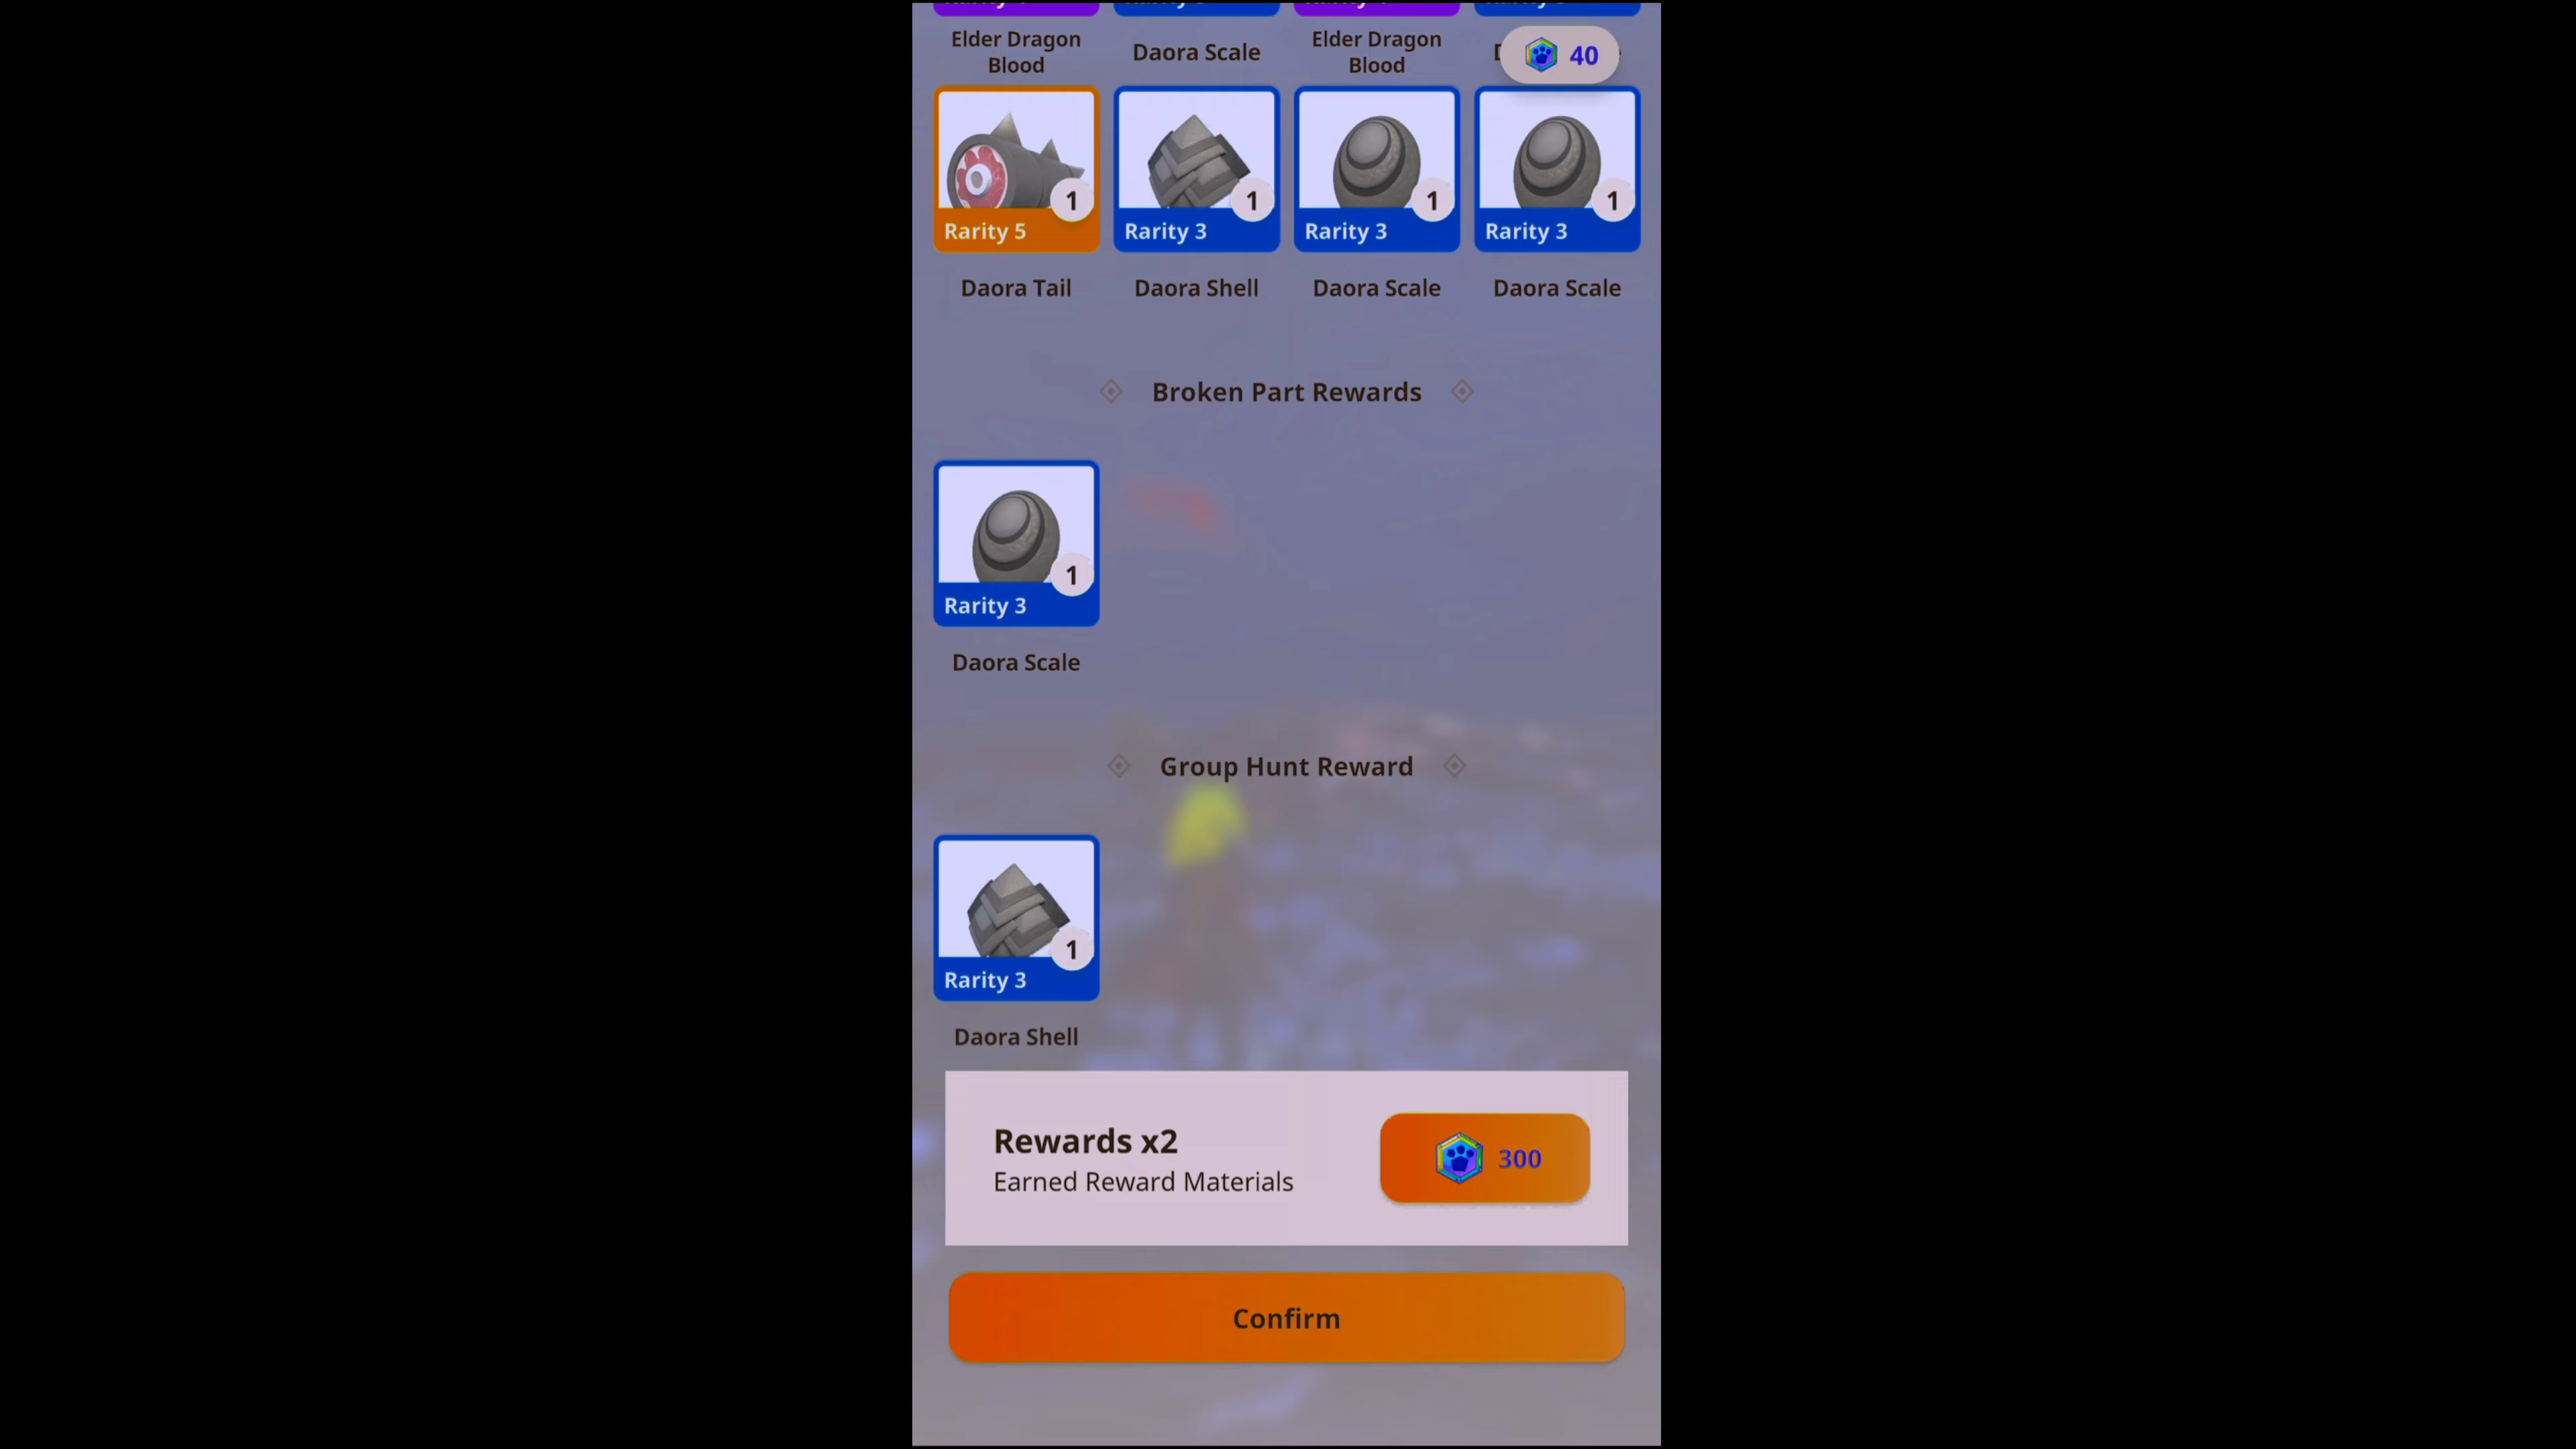 Elder Dragon Blood
Daora Scale
Elder Dragon Blood
40
1
Rarity 5
1
Rarity 3
1
Rarity 3
1
Rarity 3
Daora Tail
Daora Shell
Daora Scale
Daora Scale
Broken Part Rewards
1
Rarity 3
Daora Scale
Group Hunt Reward
1
Rarity 3
Daora Shell
Rewards x2
Earned Reward Materials
300
Confirm